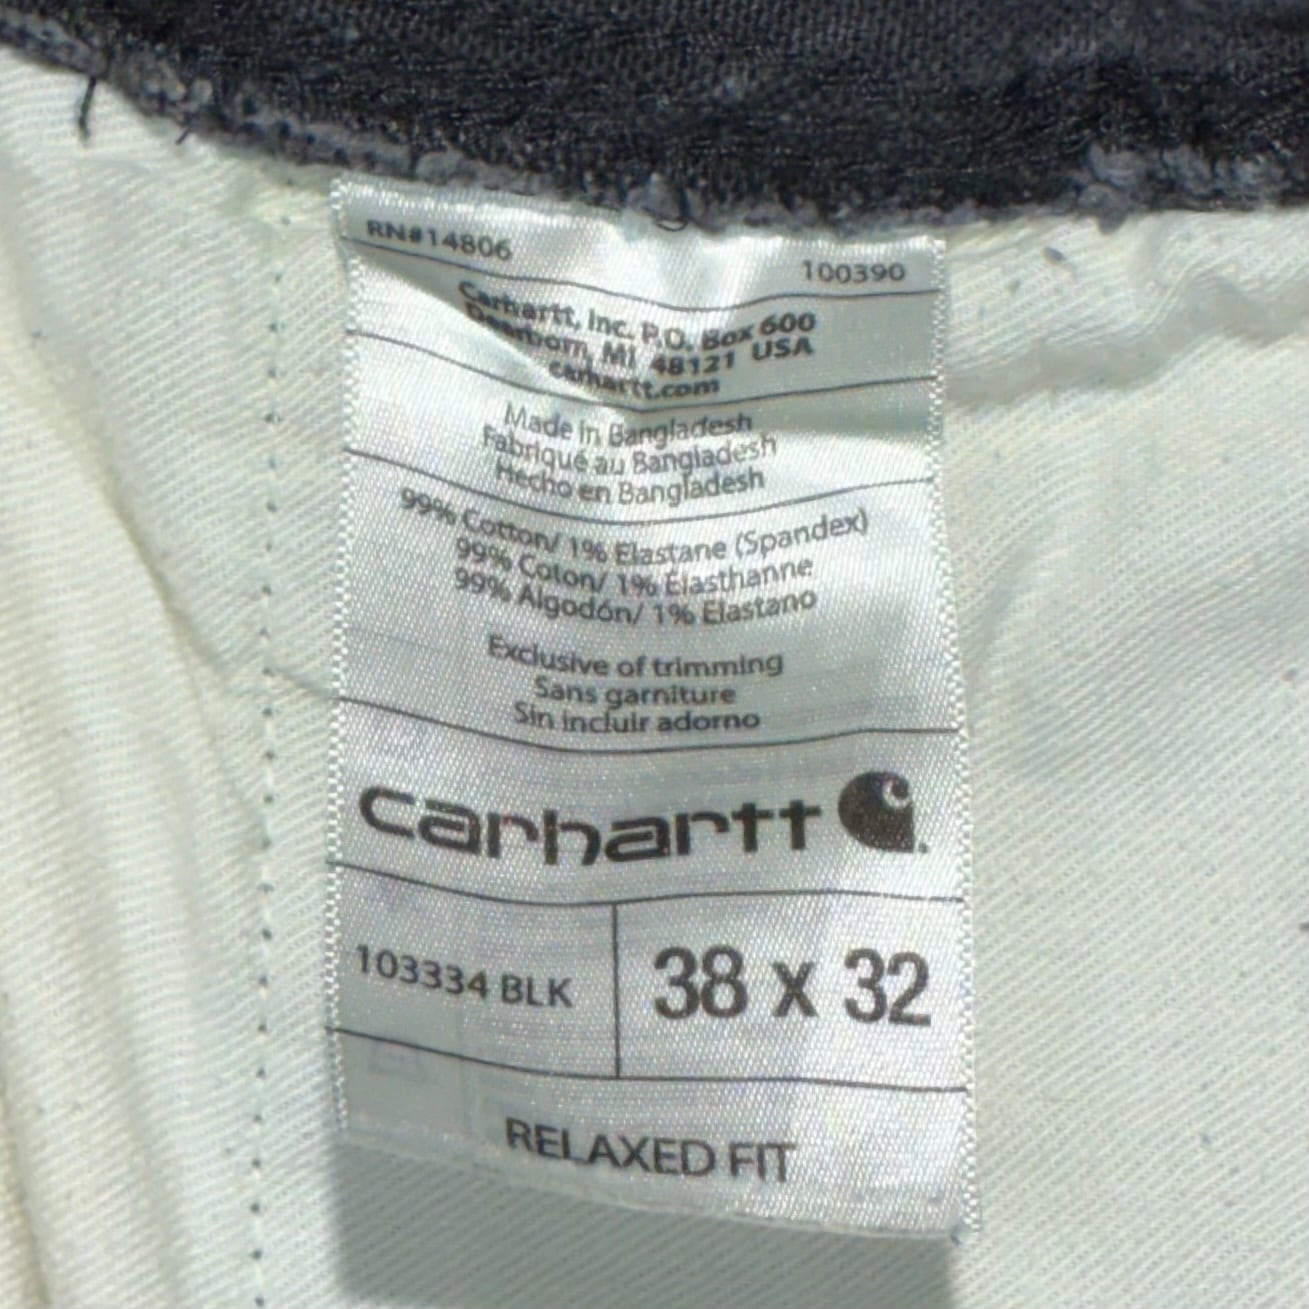 RN#14806
100390
Carhartt, Inc. P.O. Box 600
Dearborn, MI 48121 USA
carhartt.com
Made in Bangladesh
Fabriqué au Bangladesh
Hecho en Bangladesh
99% Cotton/ 1% Elastane (Spandex)
99% Coton/ 1% Élasthanne
99% Algodón/ 1% Elastano
Exclusive of trimming
Sans garniture
Sin incluir adorno
carhartt
103334 BLK
38 x 32
RELAXED FIT